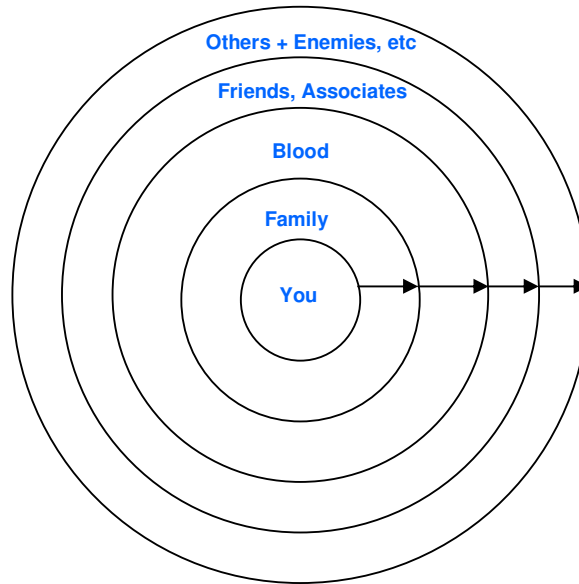 Others + Enemies, etc
Friends, Associates
Blood
Family
You